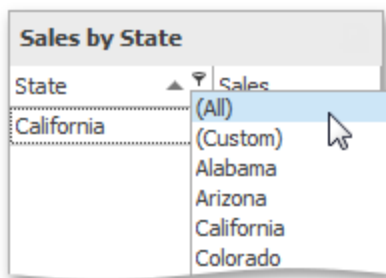 Sales by State
State Sales
California
(All)
(Custom)
Alabama
Arizona
California
Colorado